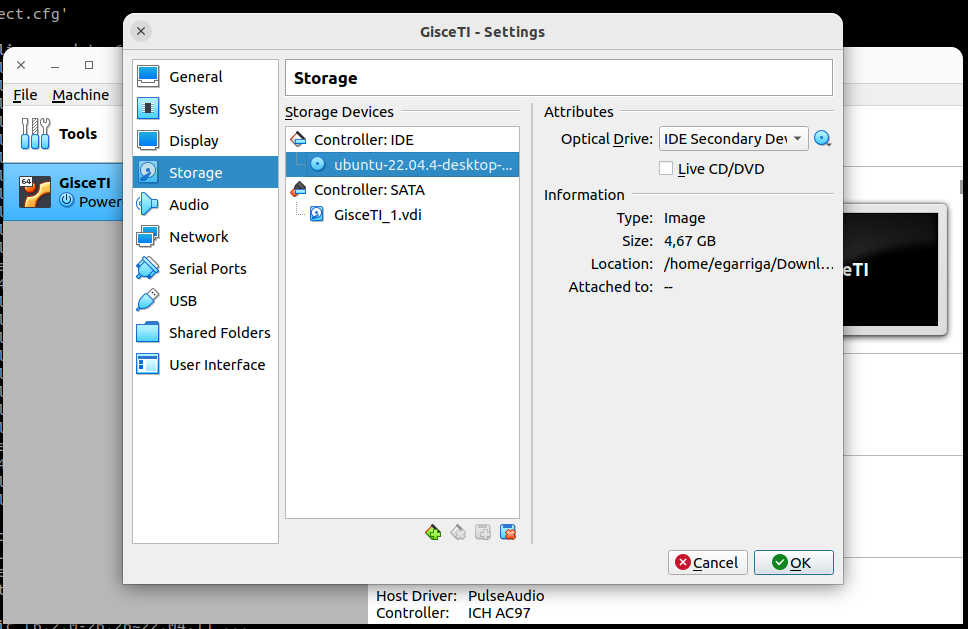 ect.cfg'
GisceTI - Settings
File Machine
Tools
64
GisceTI
Power
General
System
Display
Storage
Audio
Network
Serial Ports
USB
Shared Folders
User Interface
Storage
Storage Devices
Controller: IDE
ubuntu-22.04.4-desktop-...
Controller: SATA
GisceTI_1.vdi
Attributes
Optical Drive: IDE Secondary Dev
Live CD/DVD
Information
Type: Image
Size: 4,67 GB
Location: /home/egarriga/Downl...
Attached to: --
eTI
Cancel OK
Host Driver: PulseAudio
Controller: ICH AC97